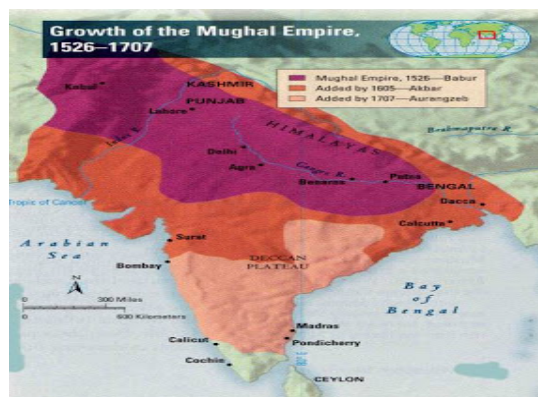 Growth of the Mughal Empire,
1526–1707
Mughal Empire, 1526—Babur
Added by 1605—Akbar
Added by 1707—Aurangzeb
Kabul
KASHMIR
PUNJAB
Lahore
Indus R.
HIMALAYAS
Brahmaputra R.
Delhi
Agra
Ganges R.
Benares
Patna
BENGAL
Tropic of Cancer
Dacca
Calcutta
Arabian
Sea
Surat
DECCAN
PLATEAU
Bombay
Bay
of
Bengal
N
0 300 Miles
0 600 Kilometers
Madras
Calicut
Pondicherry
Cochin
CEYLON